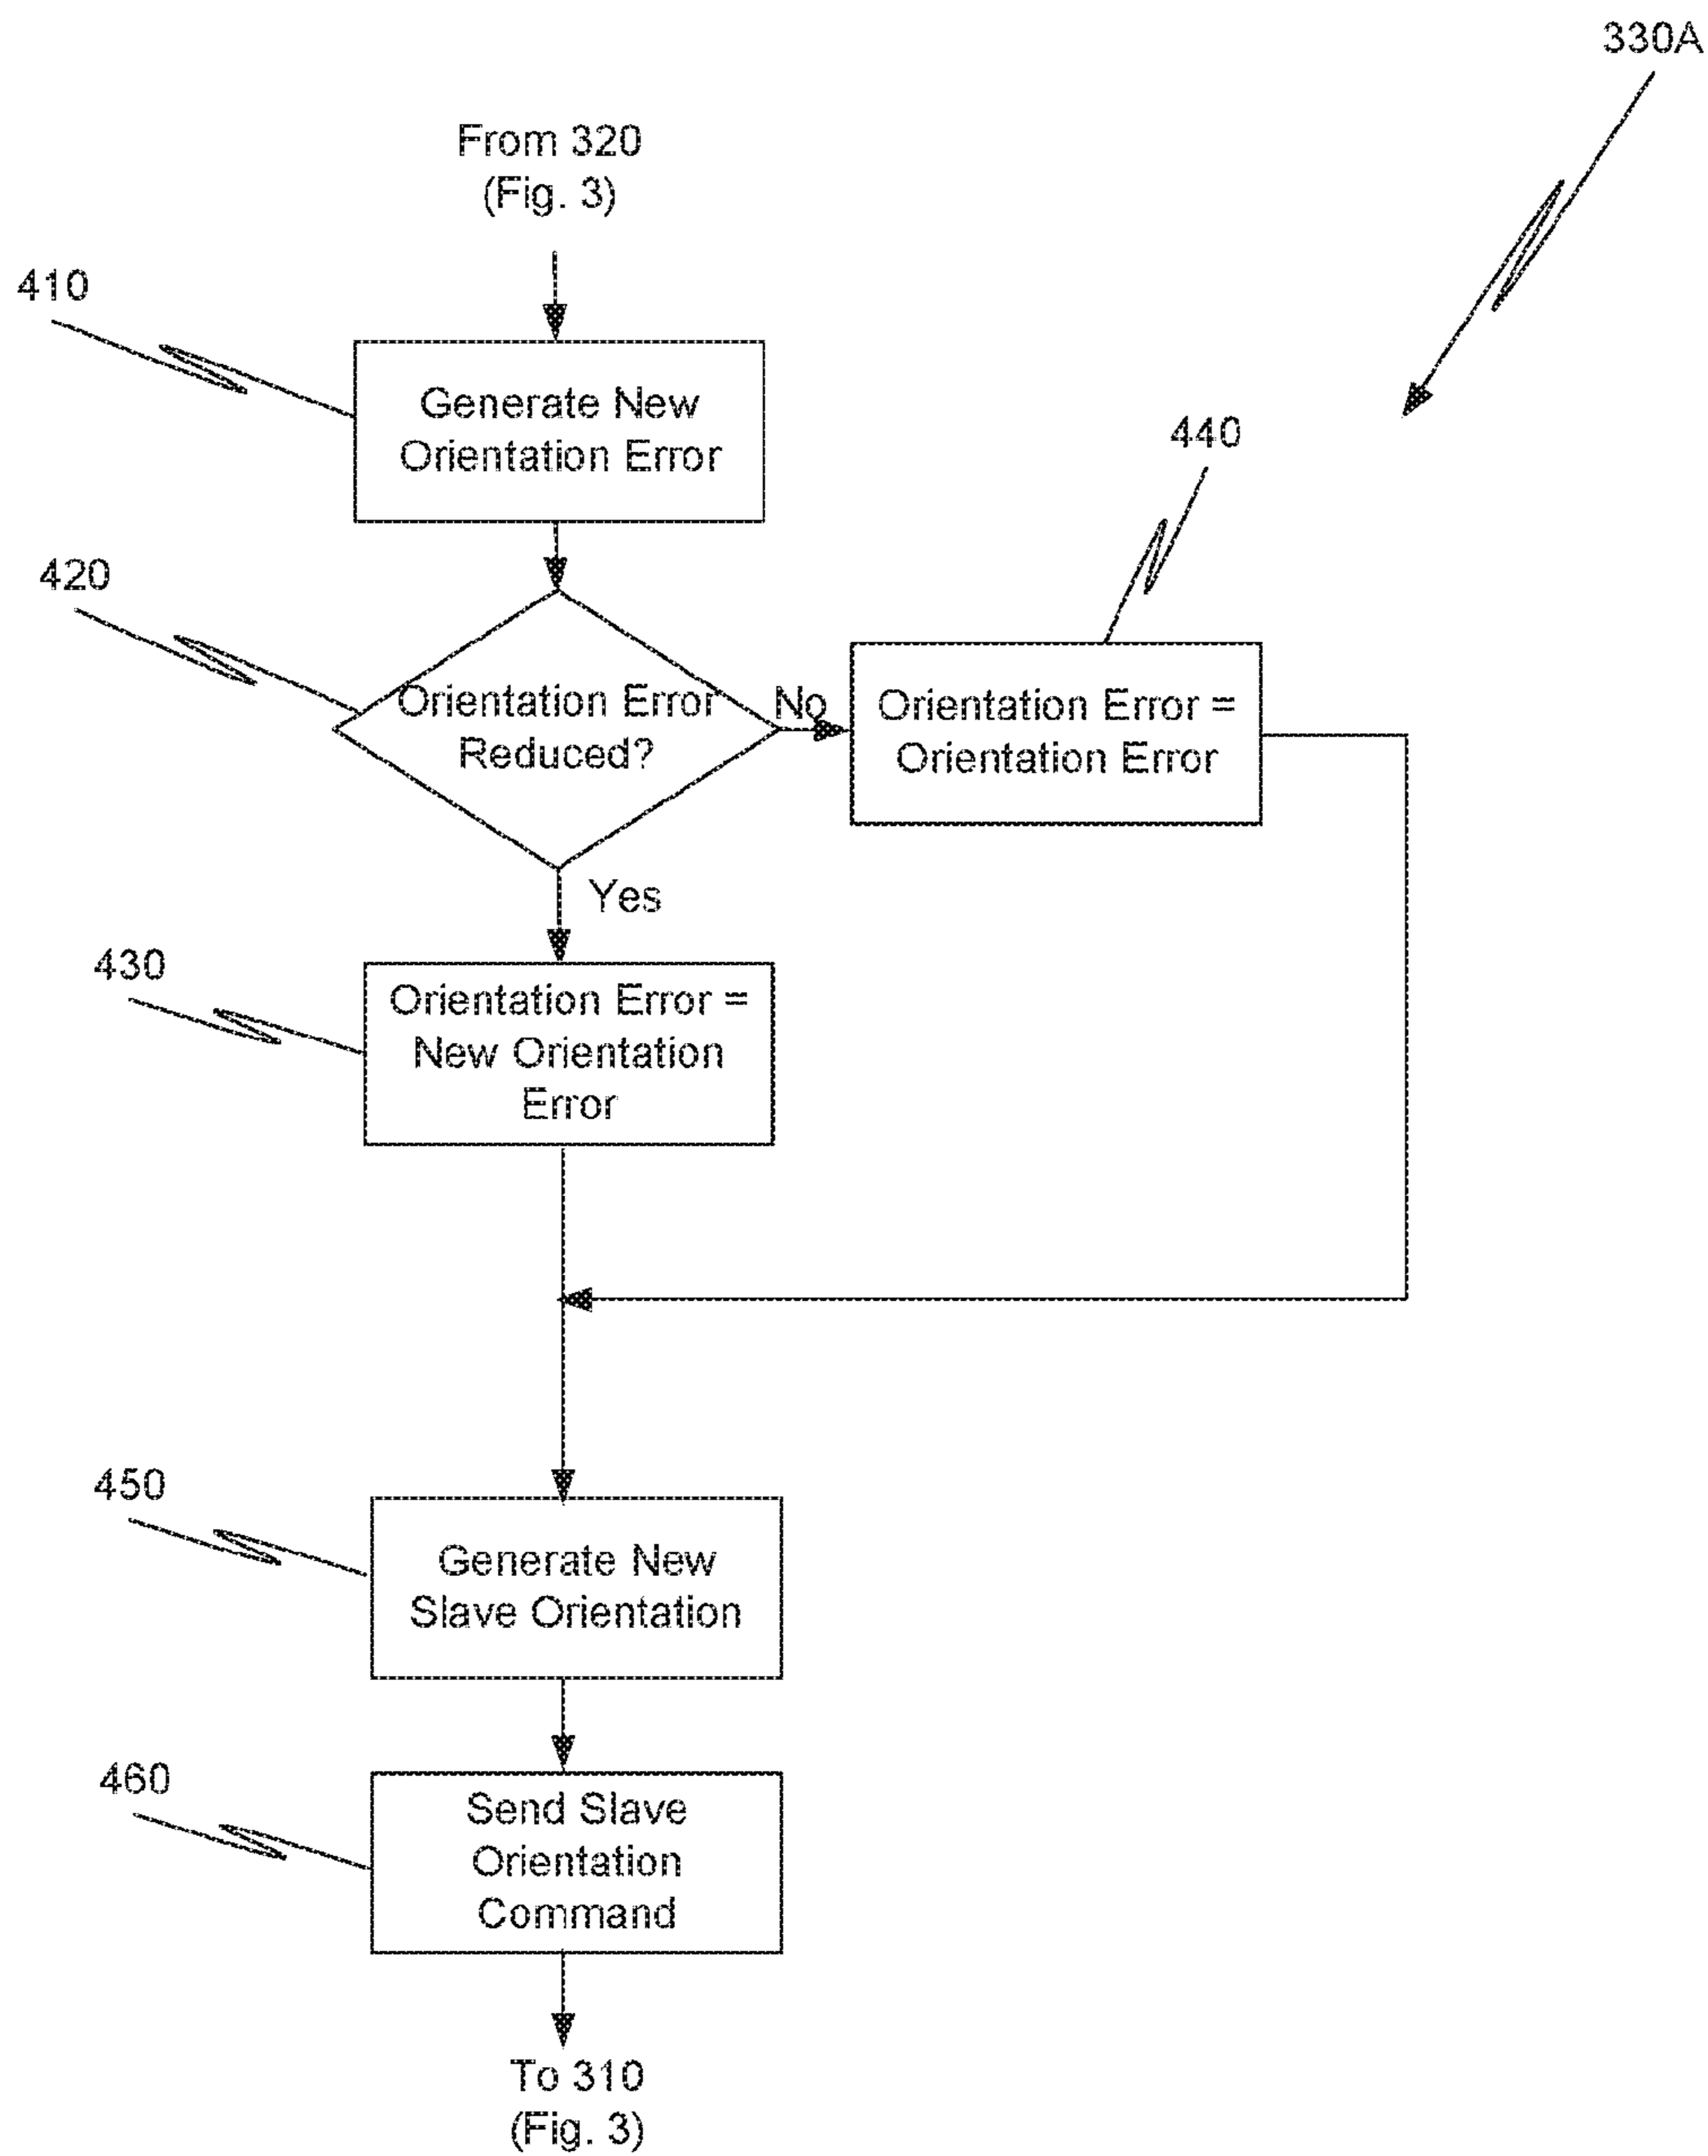 330A
From 320
(Fig. 3)
410
Generate New
Orientation Error
440
420
Orientation Error
Reduced?
No
Orientation Error =
Orientation Error
Yes
430
Orientation Error =
New Orientation
Error
450
Generate New
Slave Orientation
460
Send Slave
Orientation
Command
To 310
(Fig. 3)